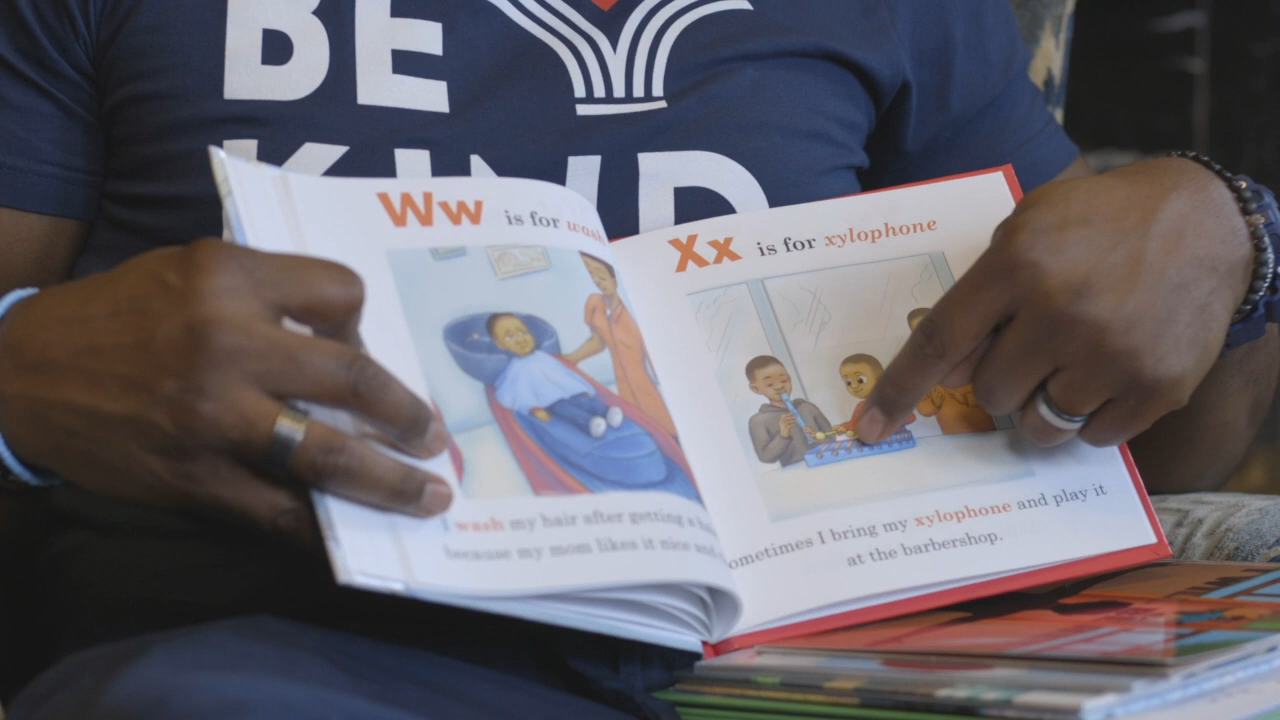 BE
KIND
Ww is for wash
Xx is for xylophone
I wash my hair after getting a
because my mom likes it nice and
ometimes I bring my xylophone and play it
at the barbershop.